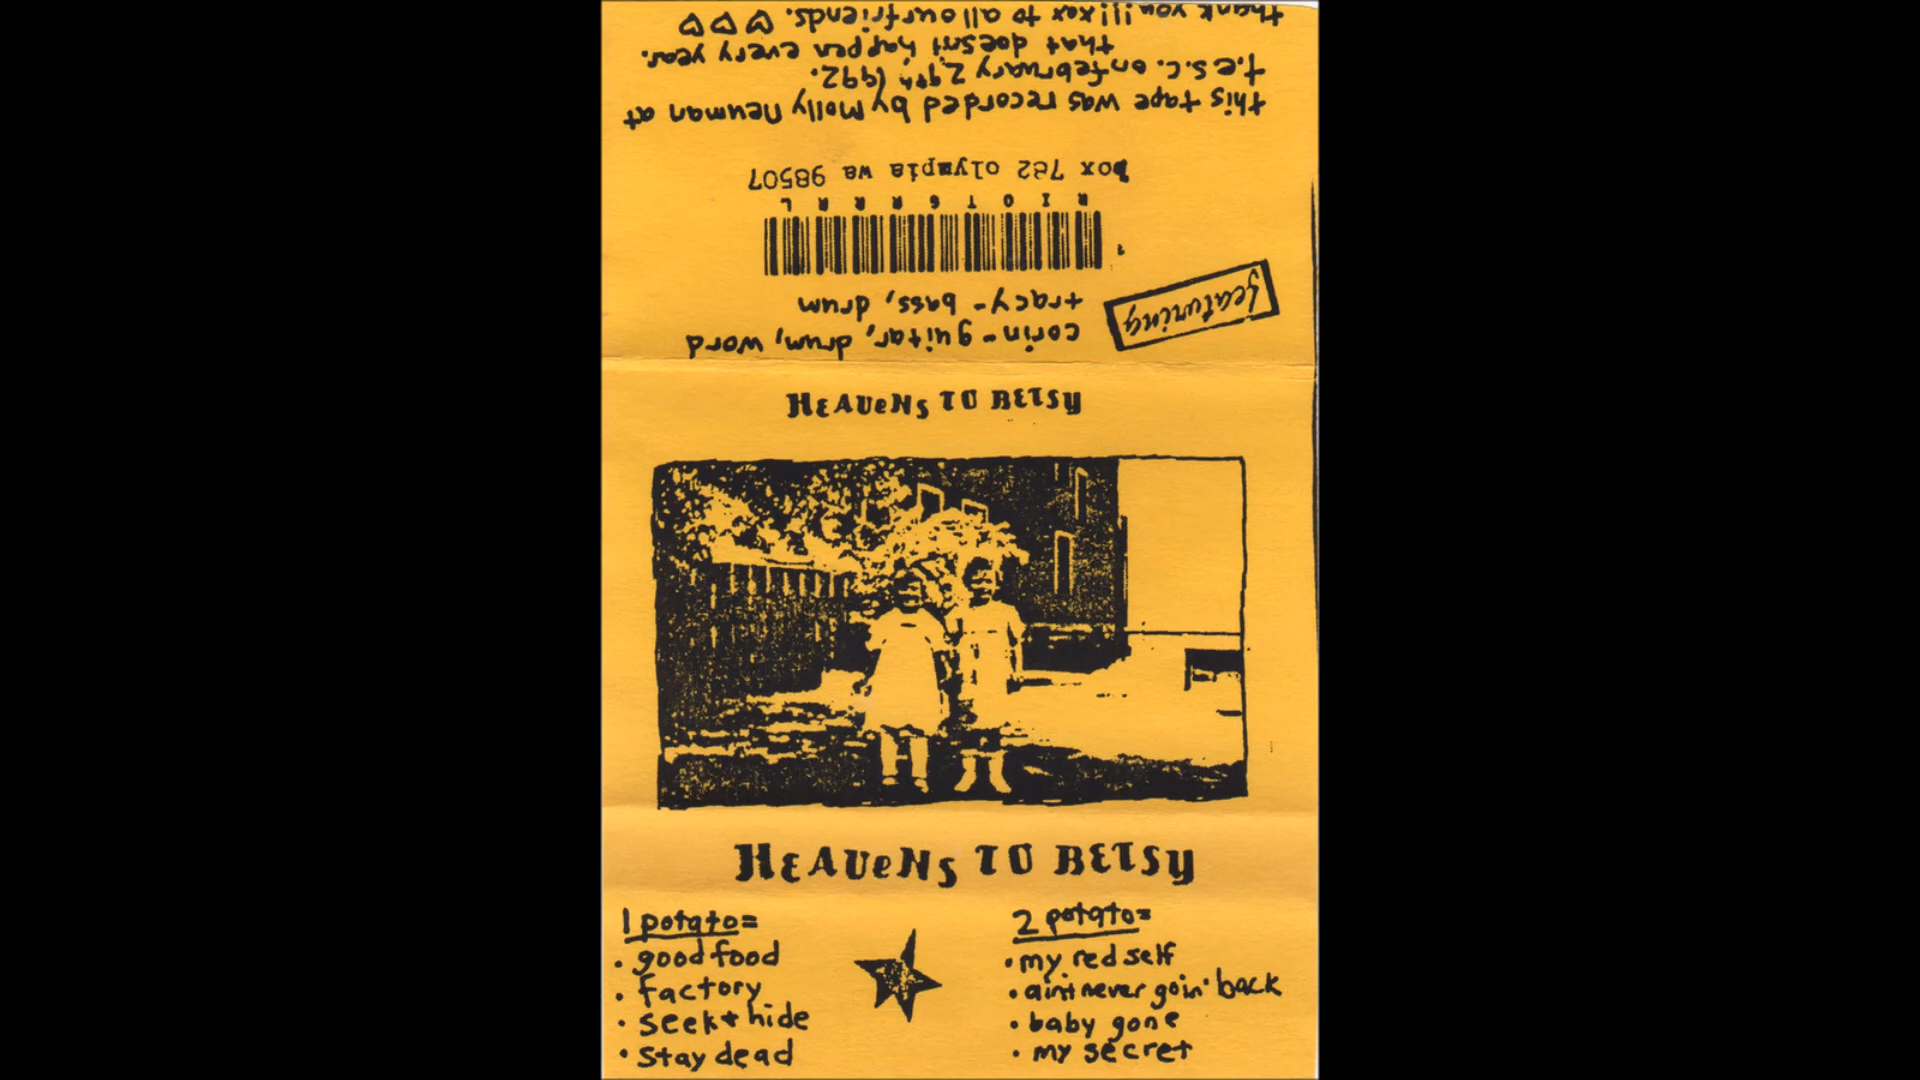 corin - guitar, drum, word
featuring
tracy - bass, drum
R I O T G R R R L
box 782 olympia wa 98507
this tape was recorded by Molly Neuman at
t.e.s.c. on february 29th, 1992.
that doesn't happen every year.
thank you!!! xox to all our friends. ♡♡♡
HEAVENS TO BETSY
HEAVENS TO BETSY
1 potato=
• good food
• factory
• seek + hide
• stay dead
2 potato=
• my red self
• aint never goin' back
• baby gone
• my secret